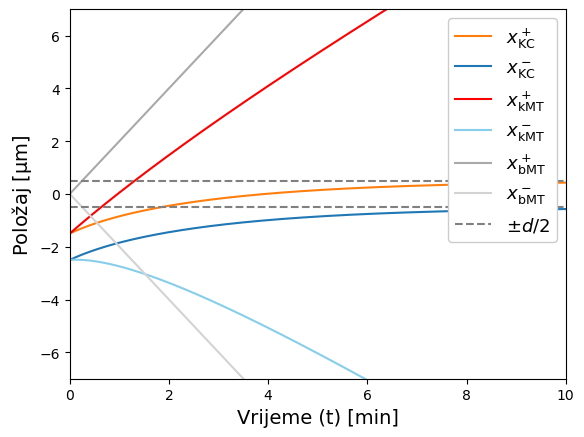 Položaj [µm]
6
4
2
0
−2
−4
−6
0
2
4
6
8
10
Vrijeme (t) [min]
x⁺KC
x⁻KC
x⁺kMT
x⁻kMT
x⁺bMT
x⁻bMT
±d/2